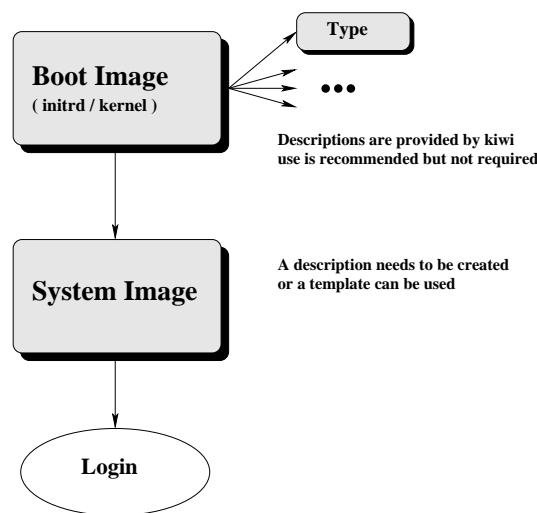 Type
Boot Image
( initrd / kernel )
Descriptions are provided by kiwi
use is recommended but not required
System Image
A description needs to be created
or a template can be used
Login